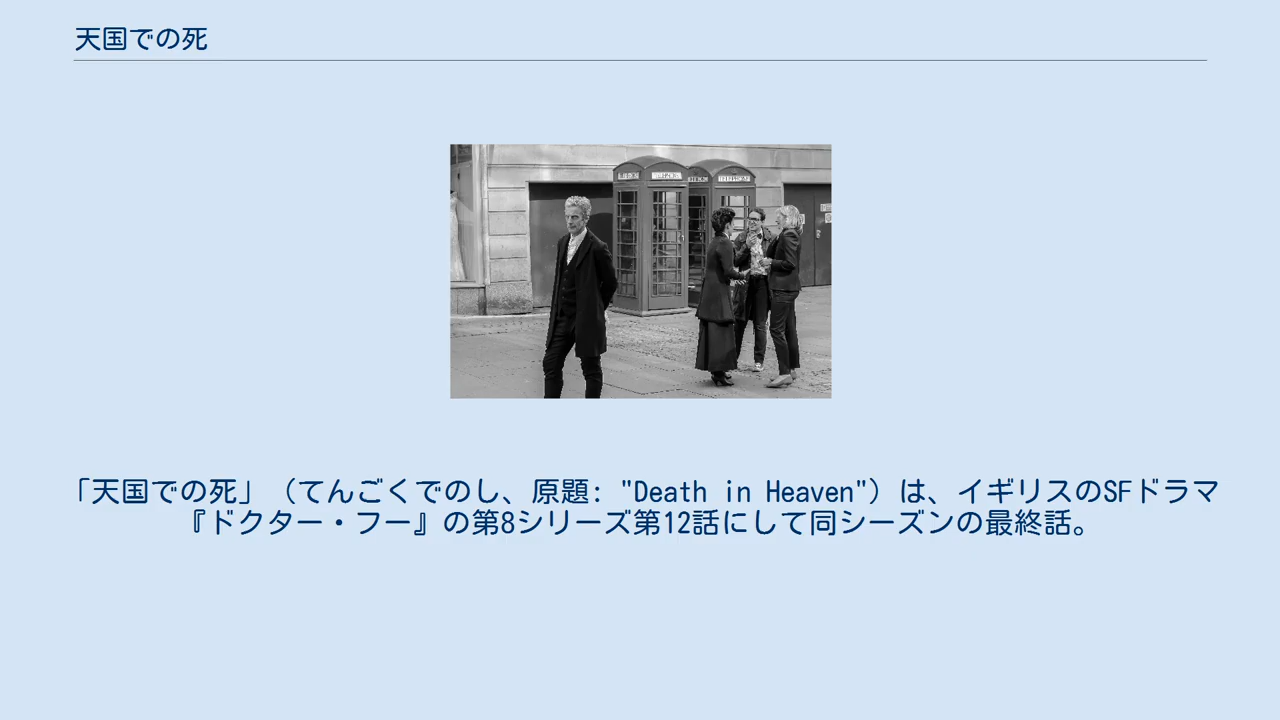 天国での死
TELEPHONE
「天国での死」（てんごくでのし、原題: "Death in Heaven"）は、イギリスのSFドラマ
『ドクター・フー』の第8シリーズ第12話にして同シーズンの最終話。